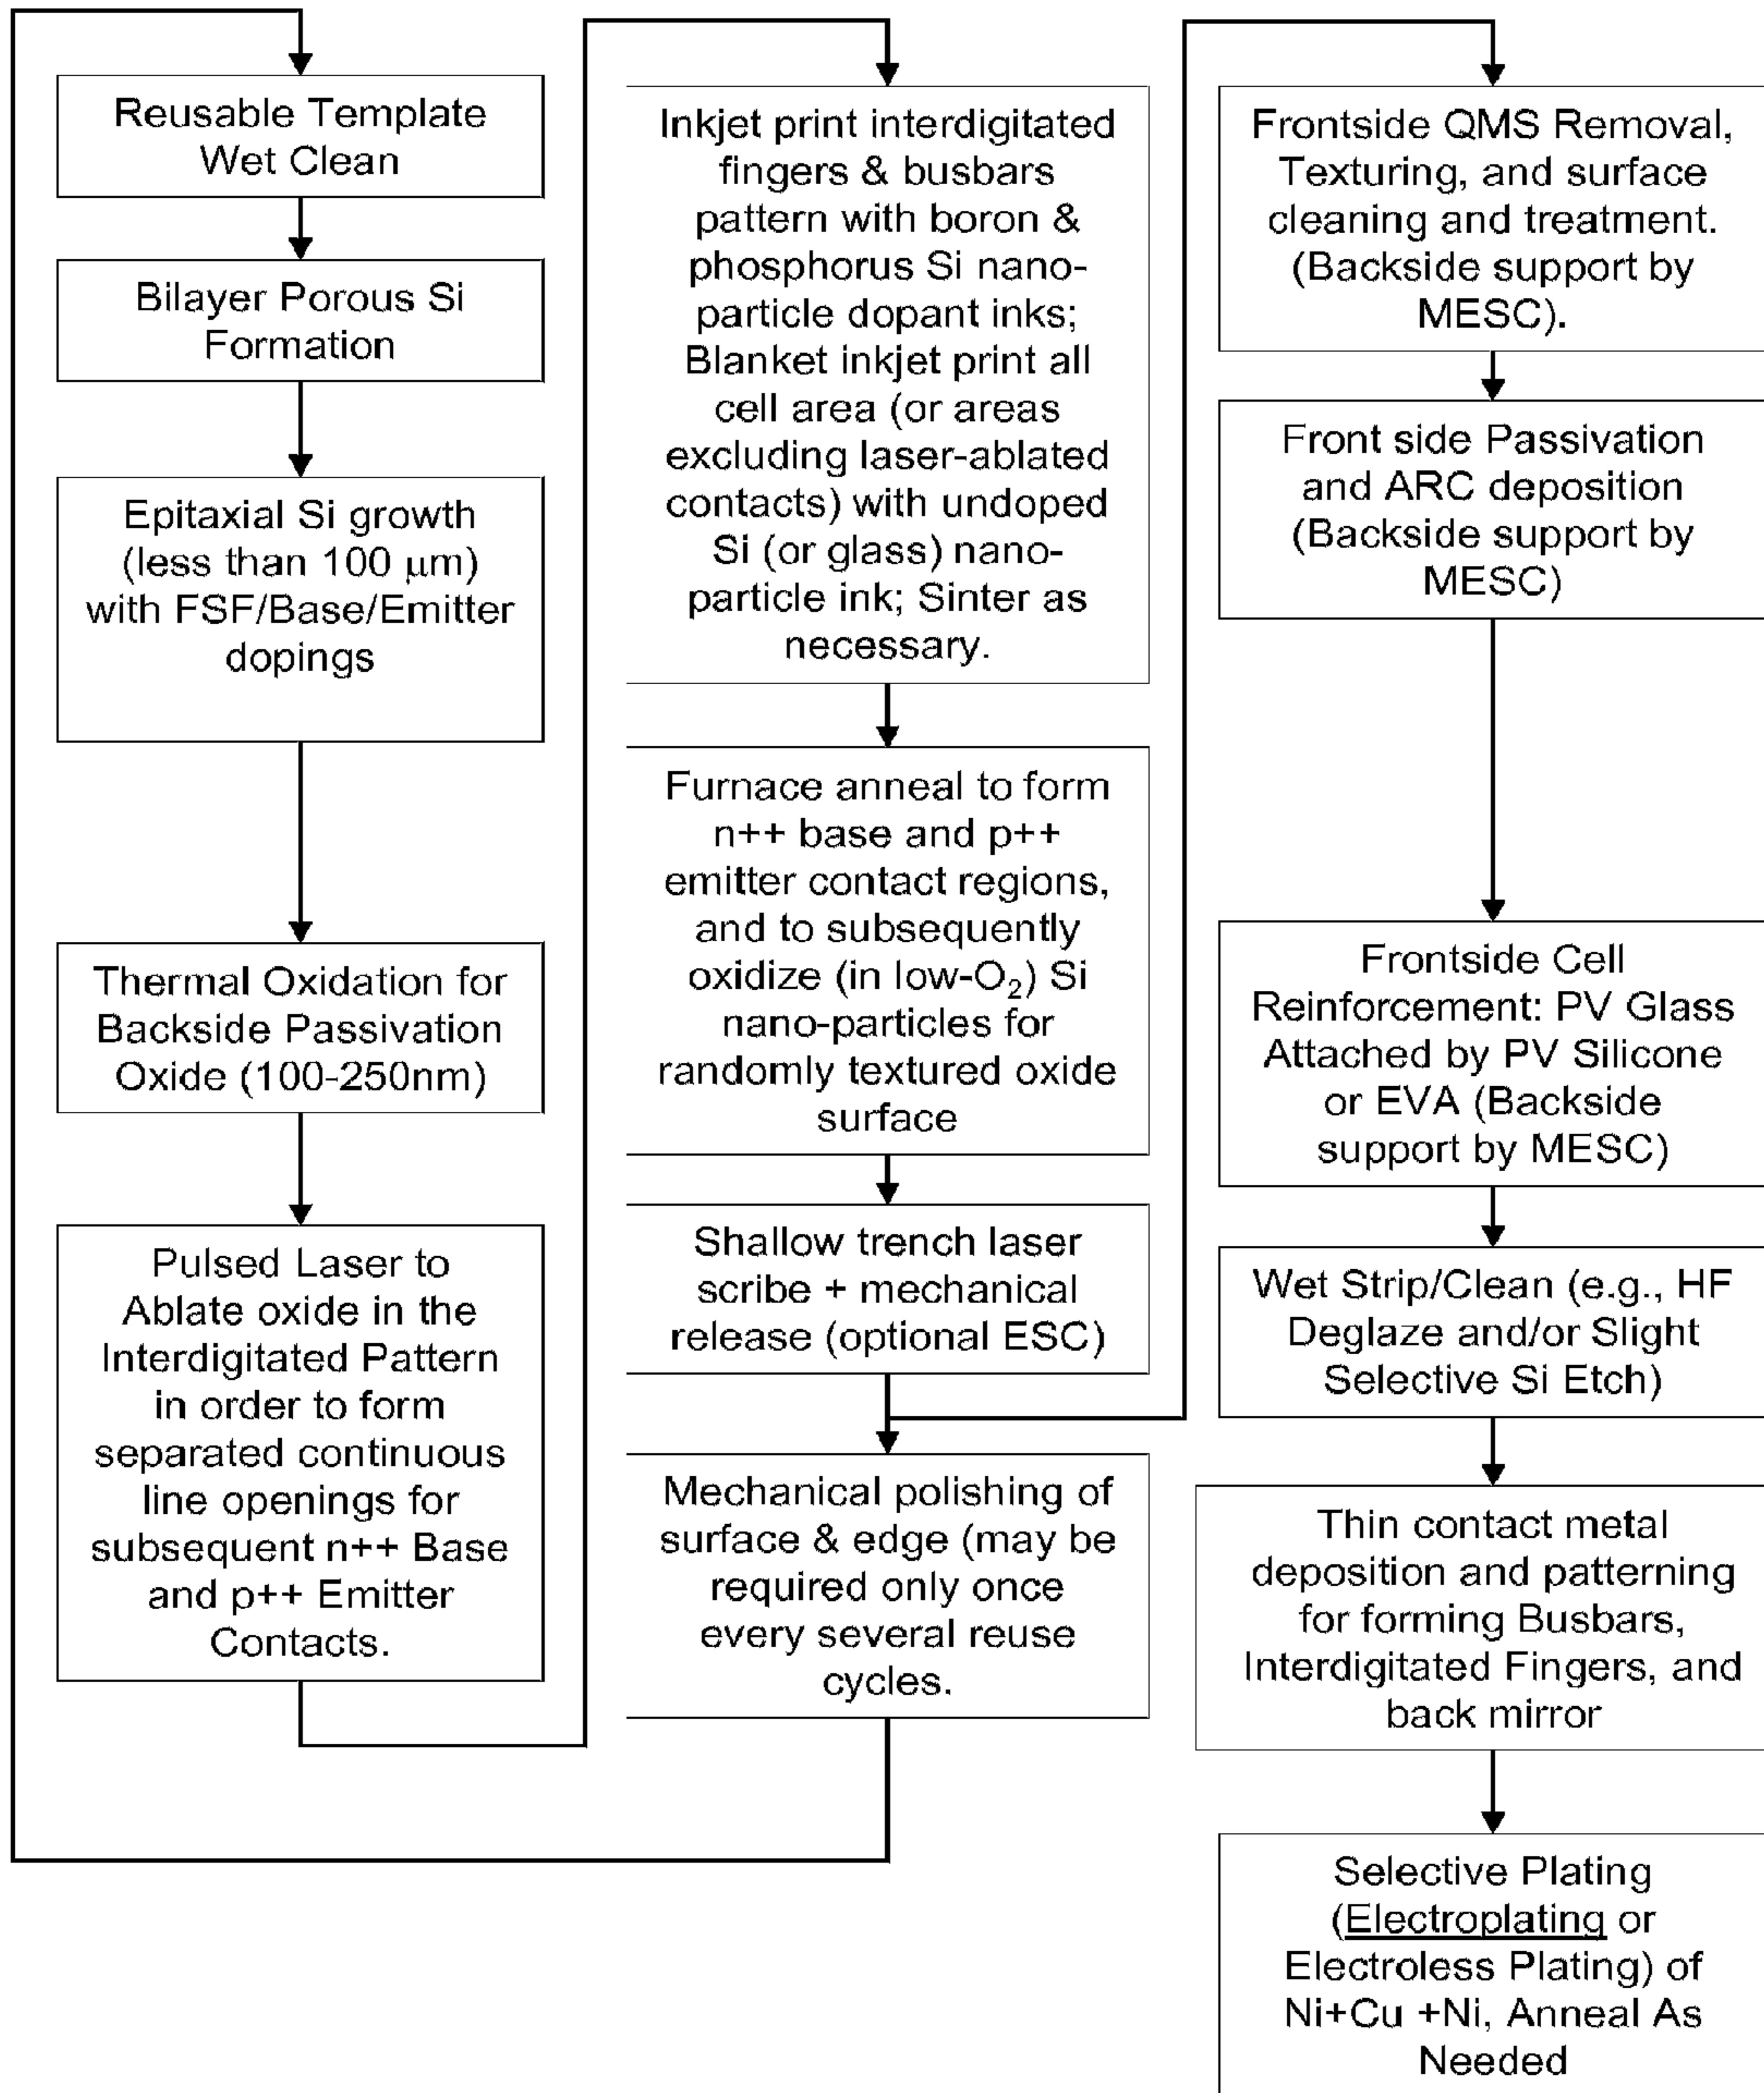 Reusable Template
Wet Clean
Bilayer Porous Si
Formation
Epitaxial Si growth
(less than 100 µm)
with FSF/Base/Emitter
dopings
Thermal Oxidation for
Backside Passivation
Oxide (100-250nm)
Pulsed Laser to
Ablate oxide in the
Interdigitated Pattern
in order to form
separated continuous
line openings for
subsequent n++ Base
and p++ Emitter
Contacts.
Inkjet print interdigitated
fingers & busbars
pattern with boron &
phosphorus Si nano-
particle dopant inks;
Blanket inkjet print all
cell area (or areas
excluding laser-ablated
contacts) with undoped
Si (or glass) nano-
particle ink; Sinter as
necessary.
Furnace anneal to form
n++ base and p++
emitter contact regions,
and to subsequently
oxidize (in low-O₂) Si
nano-particles for
randomly textured oxide
surface
Shallow trench laser
scribe + mechanical
release (optional ESC)
Mechanical polishing of
surface & edge (may be
required only once
every several reuse
cycles.
Frontside QMS Removal,
Texturing, and surface
cleaning and treatment.
(Backside support by
MESC).
Front side Passivation
and ARC deposition
(Backside support by
MESC)
Frontside Cell
Reinforcement: PV Glass
Attached by PV Silicone
or EVA (Backside
support by MESC)
Wet Strip/Clean (e.g., HF
Deglaze and/or Slight
Selective Si Etch)
Thin contact metal
deposition and patterning
for forming Busbars,
Interdigitated Fingers, and
back mirror
Selective Plating
(Electroplating or
Electroless Plating) of
Ni+Cu +Ni, Anneal As
Needed